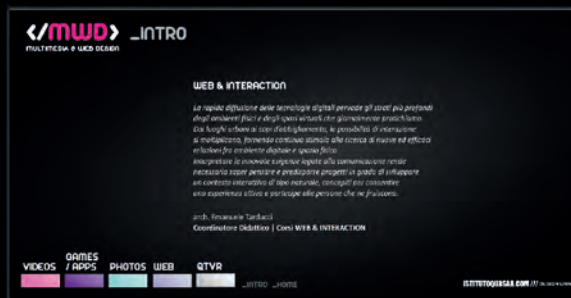 </MWD> _INTRO
MULTIMEDIA & WEB DESIGN
WEB & INTERACTION
La rapida diffusione delle tecnologie digitali pervade gli strati più profondi
degli ambienti fisici e degli spazi virtuali che giornalmente pratichiamo.
Dai luoghi urbani ai capi d'abbigliamento, le possibilità di interazione
si moltiplicano, fornendo continuo stimolo alla ricerca di nuove ed efficaci
relazioni fra ambiente digitale e spazio fisico.
Interpretare le innovate esigenze legate alla comunicazione rende
necessario saper pensare e predisporre progetti in grado di sviluppare
un contesto interattivo di tipo naturale, concepiti per consentire
una esperienza attiva e partecipe alle persone che ne fruiscono.
arch. Emanuele Tarducci
Coordinatore Didattico | Corsi WEB & INTERACTION
VIDEOS GAMES / APPS PHOTOS WEB QTVR
_INTRO _HOME
ISTITUTOQUASAR.COM ///